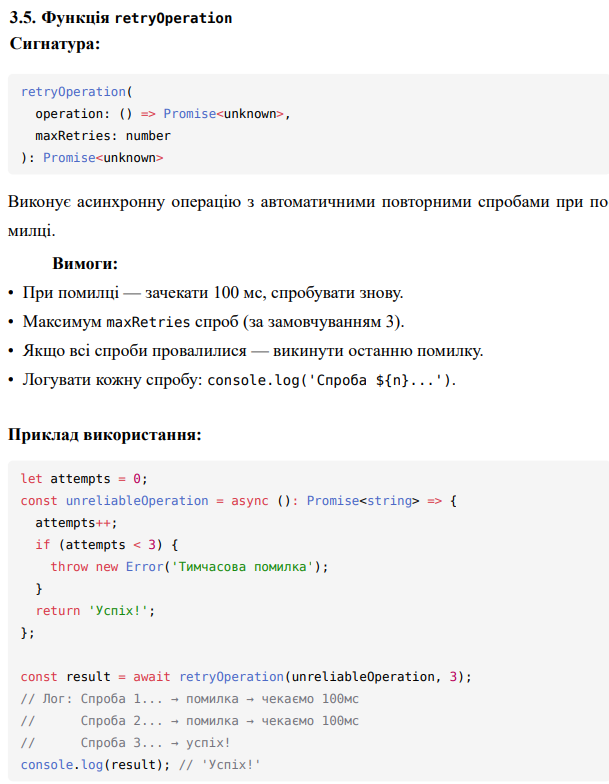 3.5. Функція retryOperation
Сигнатура:
retryOperation(
  operation: () => Promise<unknown>,
  maxRetries: number
): Promise<unknown>
Виконує асинхронну операцію з автоматичними повторними спробами при по
милці.
Вимоги:
• При помилці — зачекати 100 мс, спробувати знову.
• Максимум maxRetries спроб (за замовчуванням 3).
• Якщо всі спроби провалилися — викинути останню помилку.
• Логувати кожну спробу: console.log('Спроба ${n}...').
Приклад використання:
let attempts = 0;
const unreliableOperation = async (): Promise<string> => {
  attempts++;
  if (attempts < 3) {
    throw new Error('Тимчасова помилка');
  }
  return 'Успіх!';
};
const result = await retryOperation(unreliableOperation, 3);
// Лог: Спроба 1... → помилка → чекаємо 100мс
//      Спроба 2... → помилка → чекаємо 100мс
//      Спроба 3... → успіх!
console.log(result); // 'Успіх!'